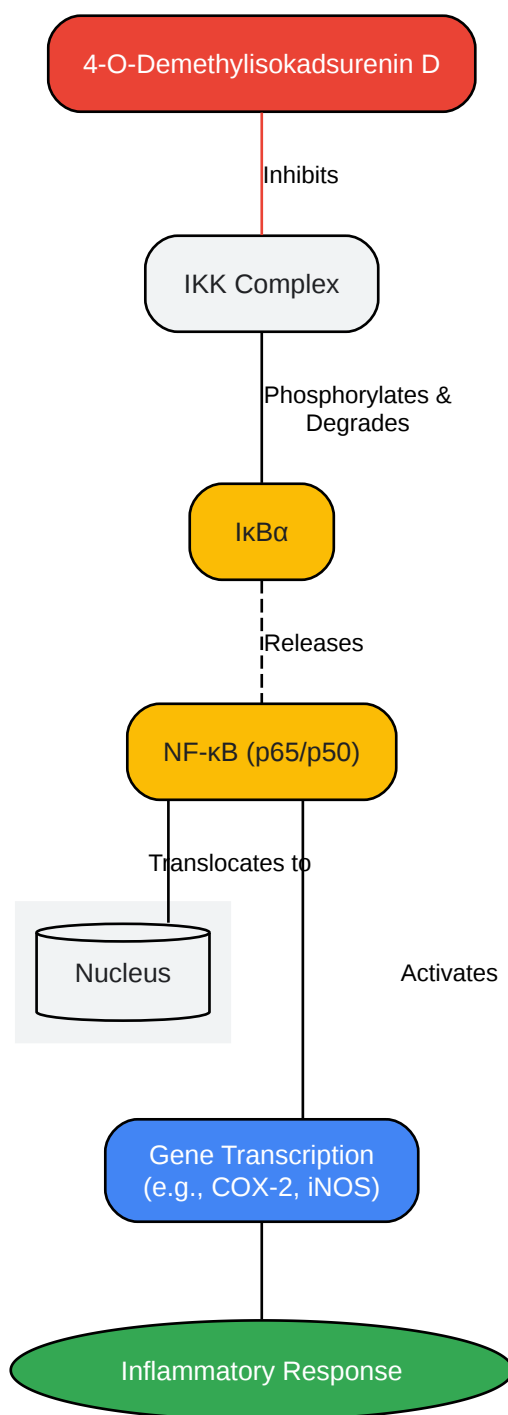 4-O-Demethylisokadsurenin D
Inhibits
IKK Complex
Phosphorylates &
Degrades
IκBα
Releases
NF-κB (p65/p50)
Translocates to
Nucleus
Activates
Gene Transcription
(e.g., COX-2, iNOS)
Inflammatory Response